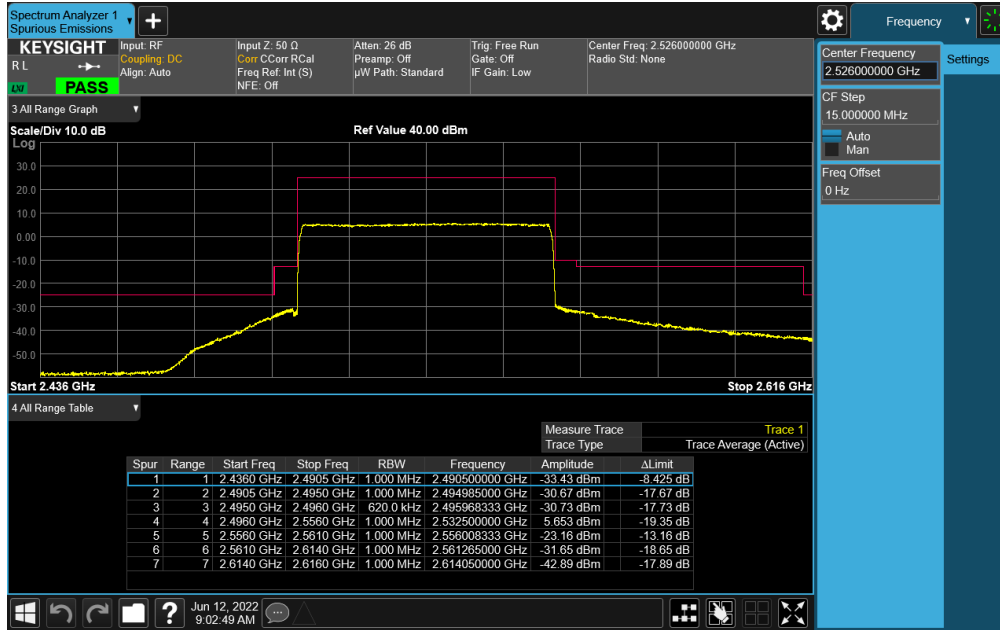 Spectrum Analyzer 1
Spurious Emissions
Frequency
KEYSIGHT
R L
LXI
PASS
Input: RF
Coupling: DC
Align: Auto
Input Z: 50 Ω
Corr CCorr RCal
Freq Ref: Int (S)
NFE: Off
Atten: 26 dB
Preamp: Off
µW Path: Standard
Trig: Free Run
Gate: Off
IF Gain: Low
Center Freq: 2.526000000 GHz
Radio Std: None
Center Frequency
2.526000000 GHz
Settings
CF Step
15.000000 MHz
Auto
Man
Freq Offset
0 Hz
3 All Range Graph
Scale/Div 10.0 dB
Ref Value 40.00 dBm
Log
30.0
20.0
10.0
0.00
-10.0
-20.0
-30.0
-40.0
-50.0
Start 2.436 GHz
Stop 2.616 GHz
4 All Range Table
Measure Trace Trace 1
Trace Type Trace Average (Active)
Spur Range Start Freq Stop Freq RBW Frequency Amplitude ΔLimit
1 1 2.4360 GHz 2.4905 GHz 1.000 MHz 2.490500000 GHz -33.43 dBm -8.425 dB
2 2 2.4905 GHz 2.4950 GHz 1.000 MHz 2.494985000 GHz -30.67 dBm -17.67 dB
3 3 2.4950 GHz 2.4960 GHz 620.0 kHz 2.495968333 GHz -30.73 dBm -17.73 dB
4 4 2.4960 GHz 2.5560 GHz 1.000 MHz 2.532500000 GHz 5.653 dBm -19.35 dB
5 5 2.5560 GHz 2.5610 GHz 1.000 MHz 2.556008333 GHz -23.16 dBm -13.16 dB
6 6 2.5610 GHz 2.6140 GHz 1.000 MHz 2.561265000 GHz -31.65 dBm -18.65 dB
7 7 2.6140 GHz 2.6160 GHz 1.000 MHz 2.614050000 GHz -42.89 dBm -17.89 dB
Jun 12, 2022
9:02:49 AM